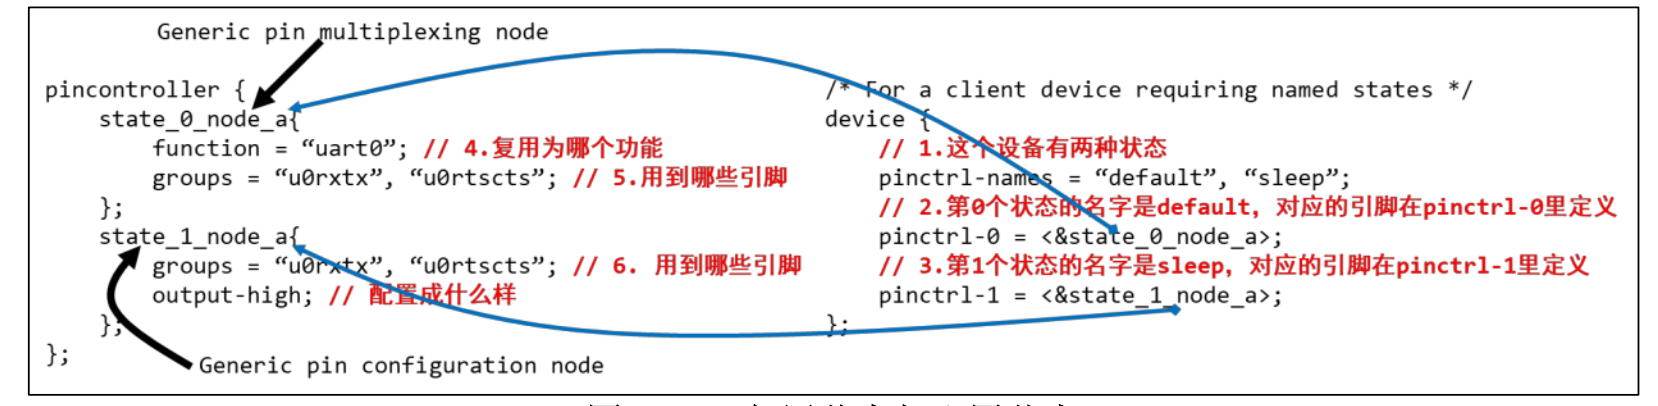 Generic pin multiplexing node
pincontroller {
state_0_node_a{
function = “uart0”; // 4.复用为哪个功能
groups = “u0rxtx”, “u0rtscts”; // 5.用到哪些引脚
};
state_1_node_a{
groups = “u0rxtx”, “u0rtscts”; // 6. 用到哪些引脚
output-high; // 配置成什么样
};
};
Generic pin configuration node
/* For a client device requiring named states */
device {
// 1.这个设备有两种状态
pinctrl-names = “default”, “sleep”;
// 2.第0个状态的名字是default，对应的引脚在pinctrl-0里定义
pinctrl-0 = <&state_0_node_a>;
// 3.第1个状态的名字是sleep，对应的引脚在pinctrl-1里定义
pinctrl-1 = <&state_1_node_a>;
};